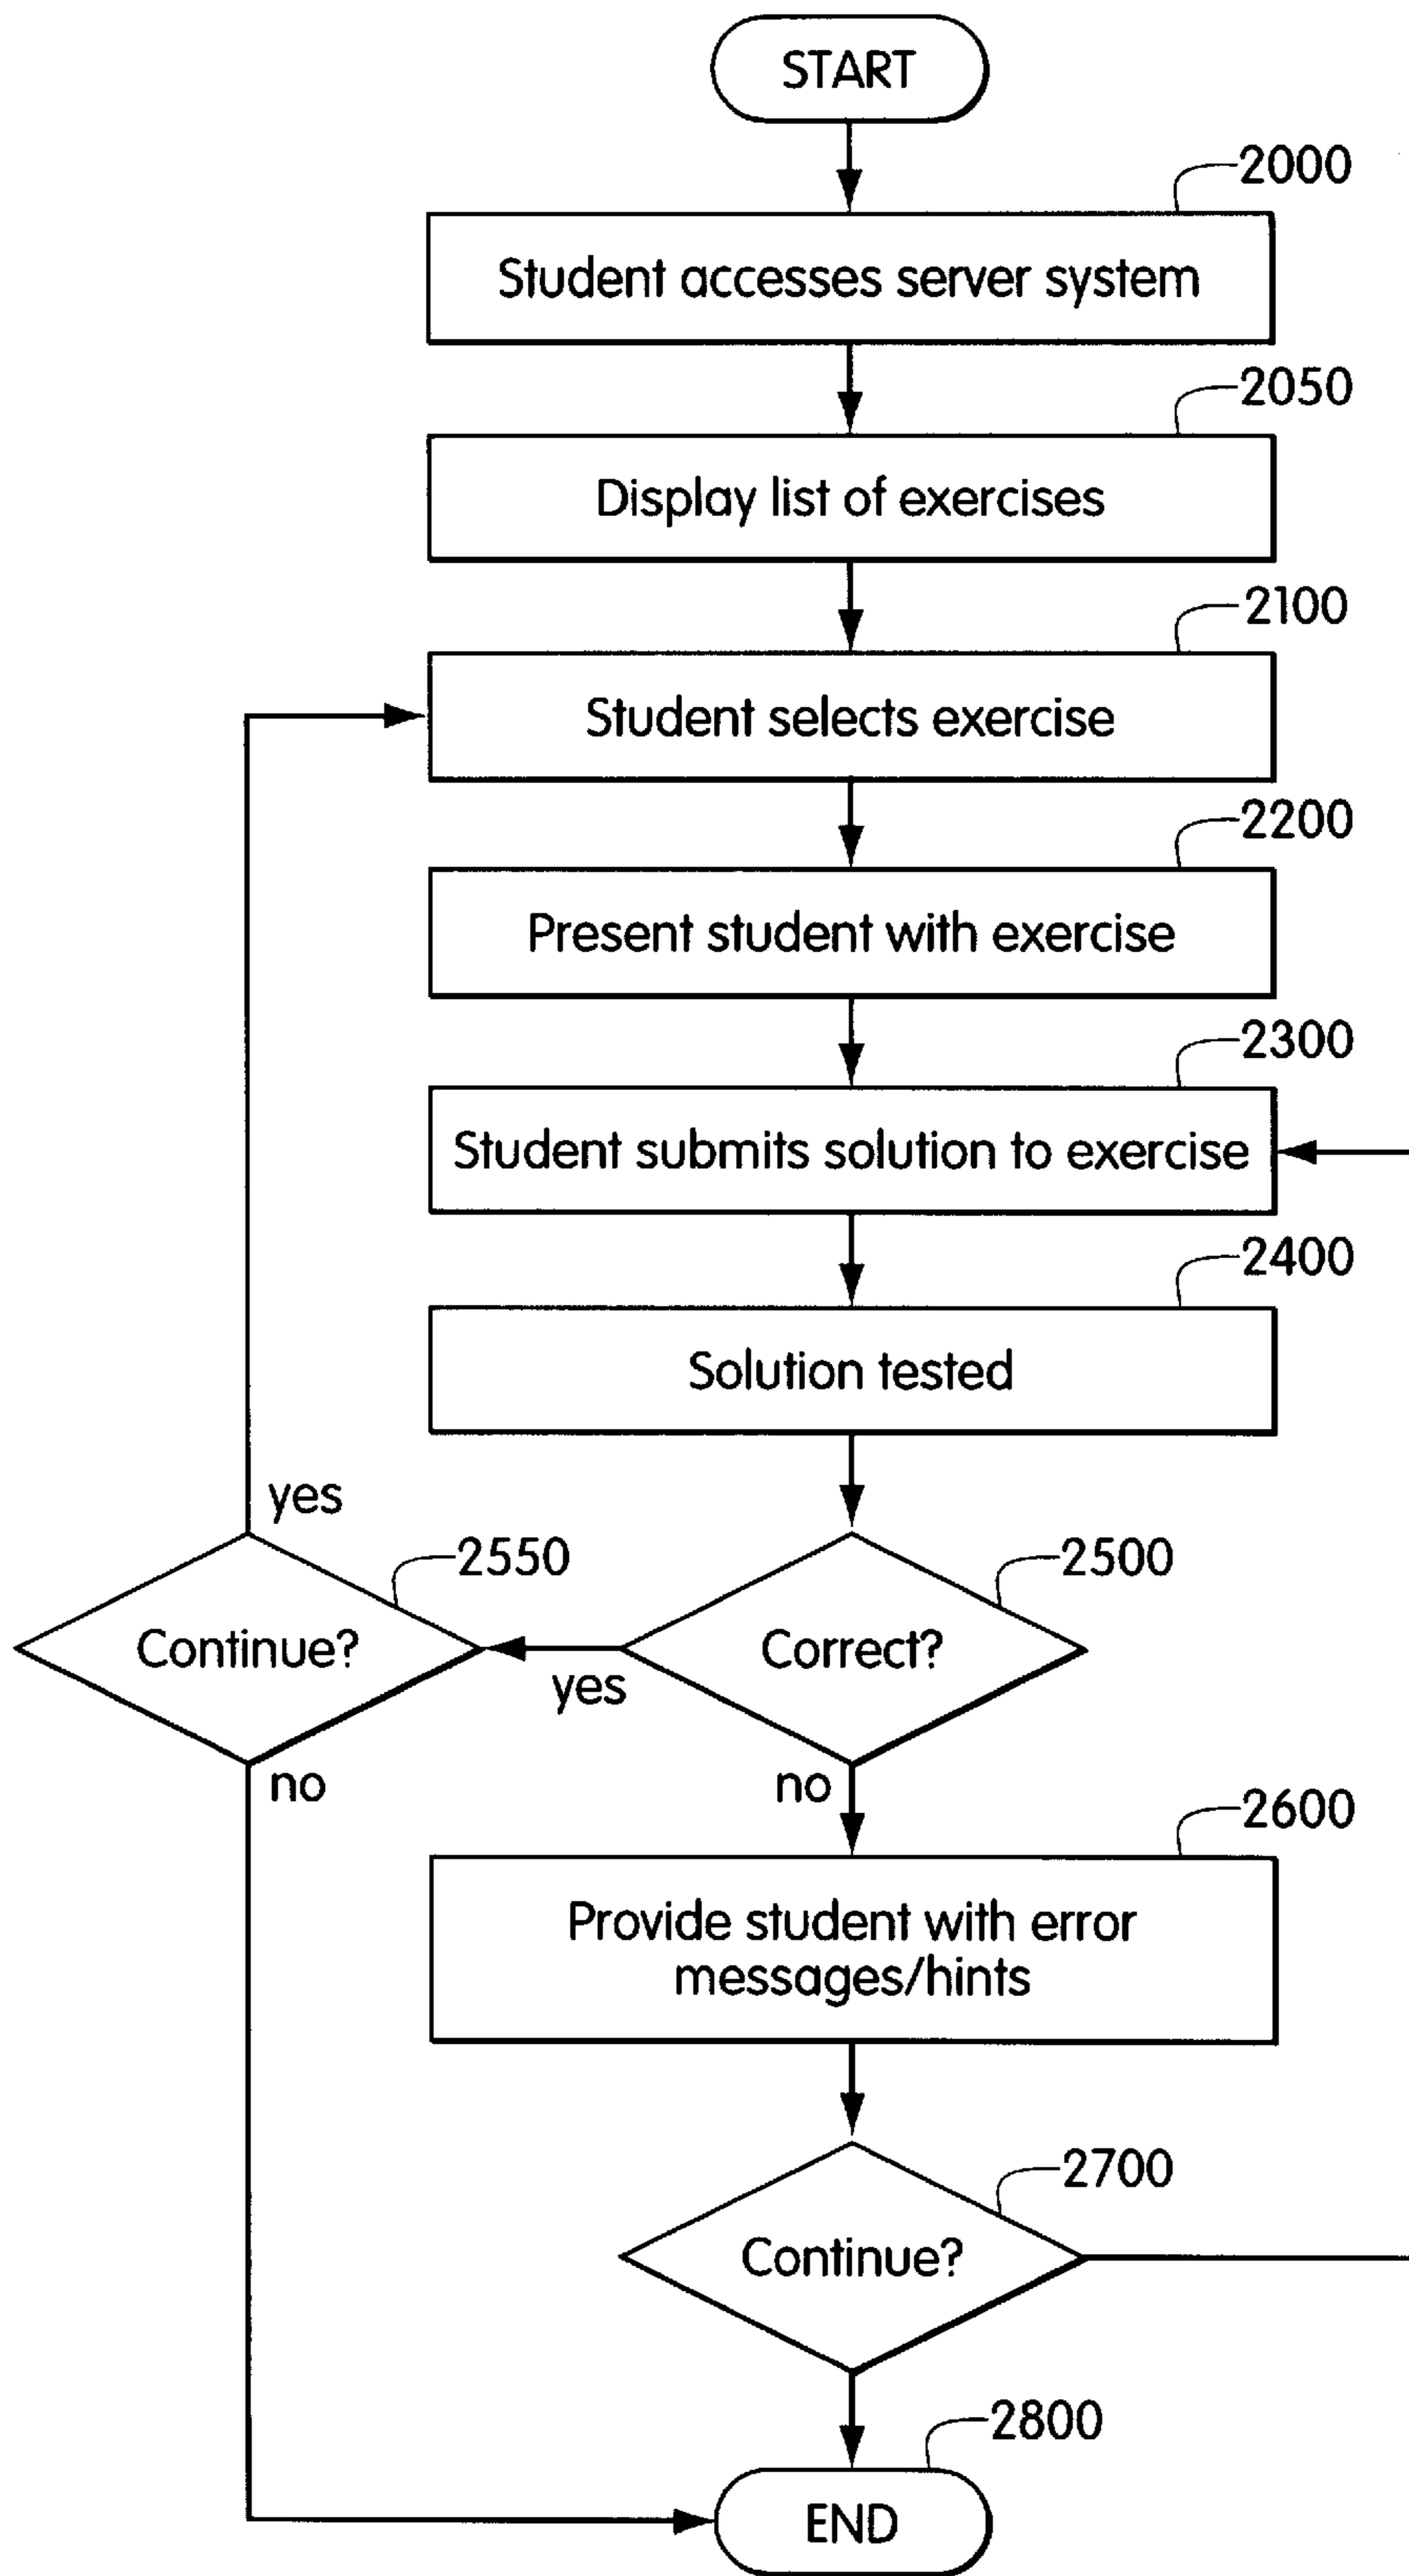 START
2000
Student accesses server system
2050
Display list of exercises
2100
Student selects exercise
2200
Present student with exercise
2300
Student submits solution to exercise
2400
Solution tested
yes
2550
2500
Continue?
Correct?
yes
no
no
2600
Provide student with error
messages/hints
2700
Continue?
2800
END